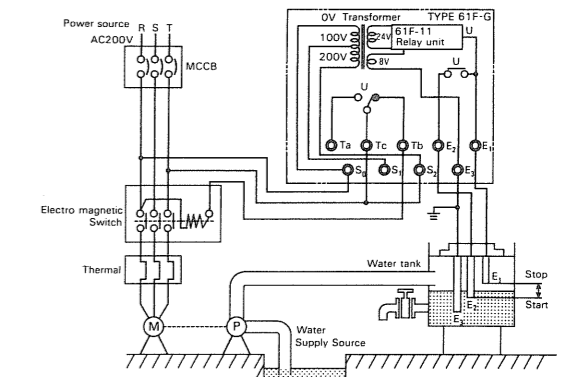 0V Transformer TYPE 61F-G
Power source
R S T
AC200V
100V
24V
61F-11
Relay unit
U
200V
8V
U
MCCB
U
Ta Tc Tb E2 E1
S0 S1 S2 E3
Electro magnetic
Switch
Thermal
Water tank
E1
Stop
E2
Start
E3
M
P
Water
Supply Source